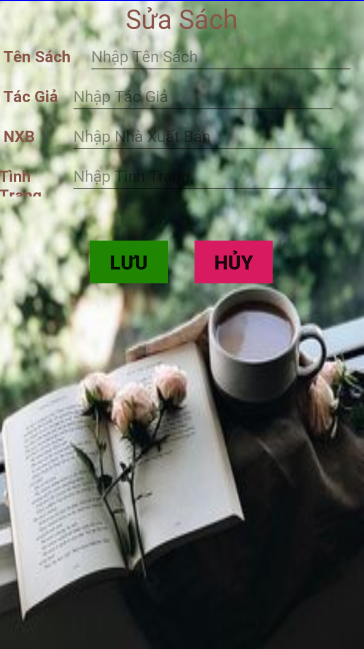 Sửa Sách
Tên Sách Nhập Tên Sách
Tác Giả Nhập Tác Giả
NXB Nhập Nhà Xuất Bản
Tình Nhập Tình Trạng
Trạng
LƯU HỦY